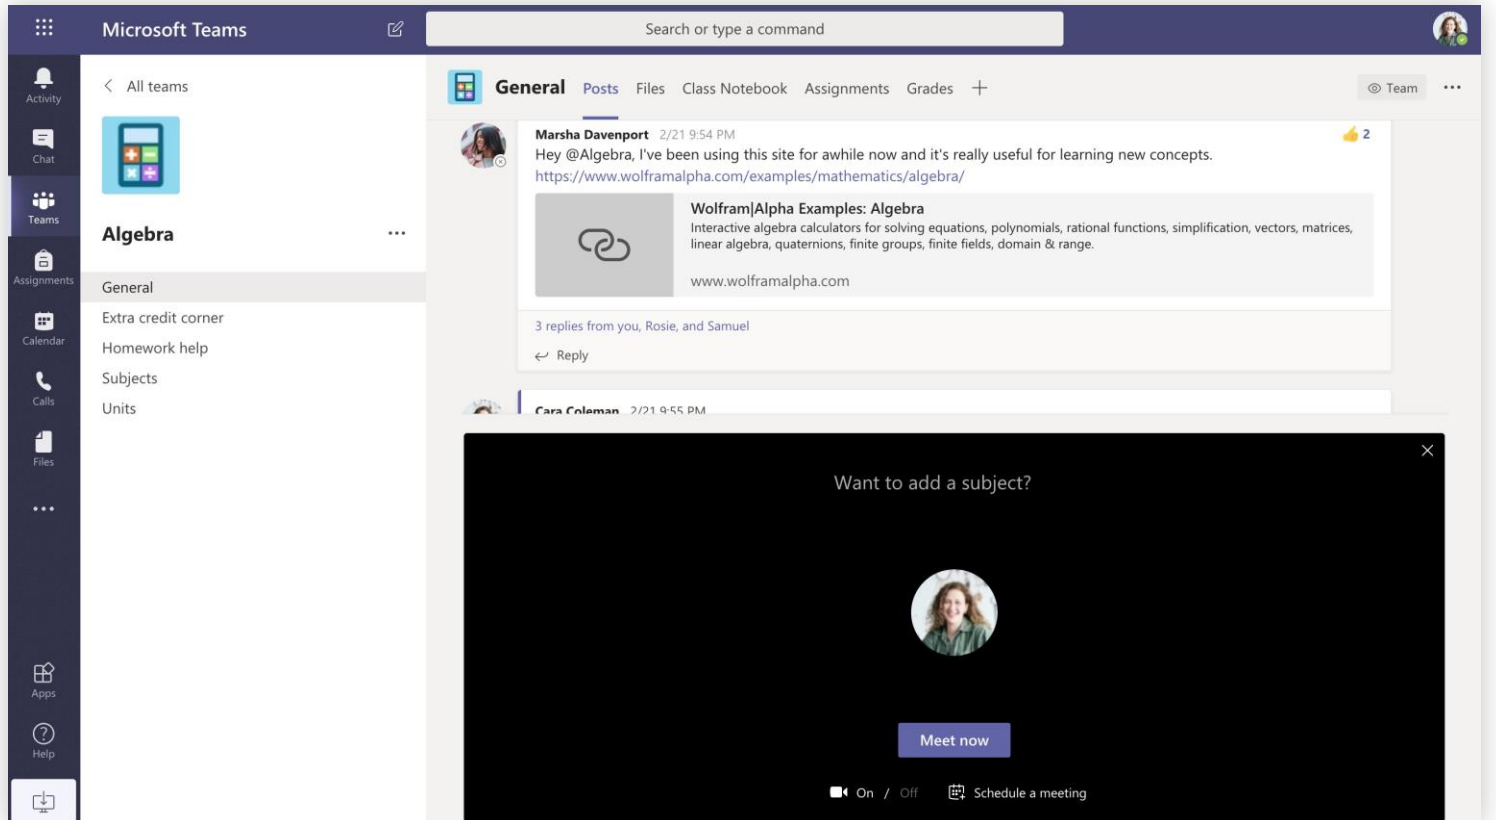 Microsoft Teams
Search or type a command
Activity
Chat
Teams
Assignments
Calendar
Calls
Files
Apps
Help
All teams
Algebra
General
Extra credit corner
Homework help
Subjects
Units
General Posts Files Class Notebook Assignments Grades
Team
Marsha Davenport 2/21 9:54 PM
2
Hey @Algebra, I've been using this site for awhile now and it's really useful for learning new concepts.
https://www.wolframalpha.com/examples/mathematics/algebra/
Wolfram|Alpha Examples: Algebra
Interactive algebra calculators for solving equations, polynomials, rational functions, simplification, vectors, matrices,
linear algebra, quaternions, finite groups, finite fields, domain & range.
www.wolframalpha.com
3 replies from you, Rosie, and Samuel
Reply
Cara Coleman 2/21 9:55 PM
Want to add a subject?
Meet now
On / Off Schedule a meeting